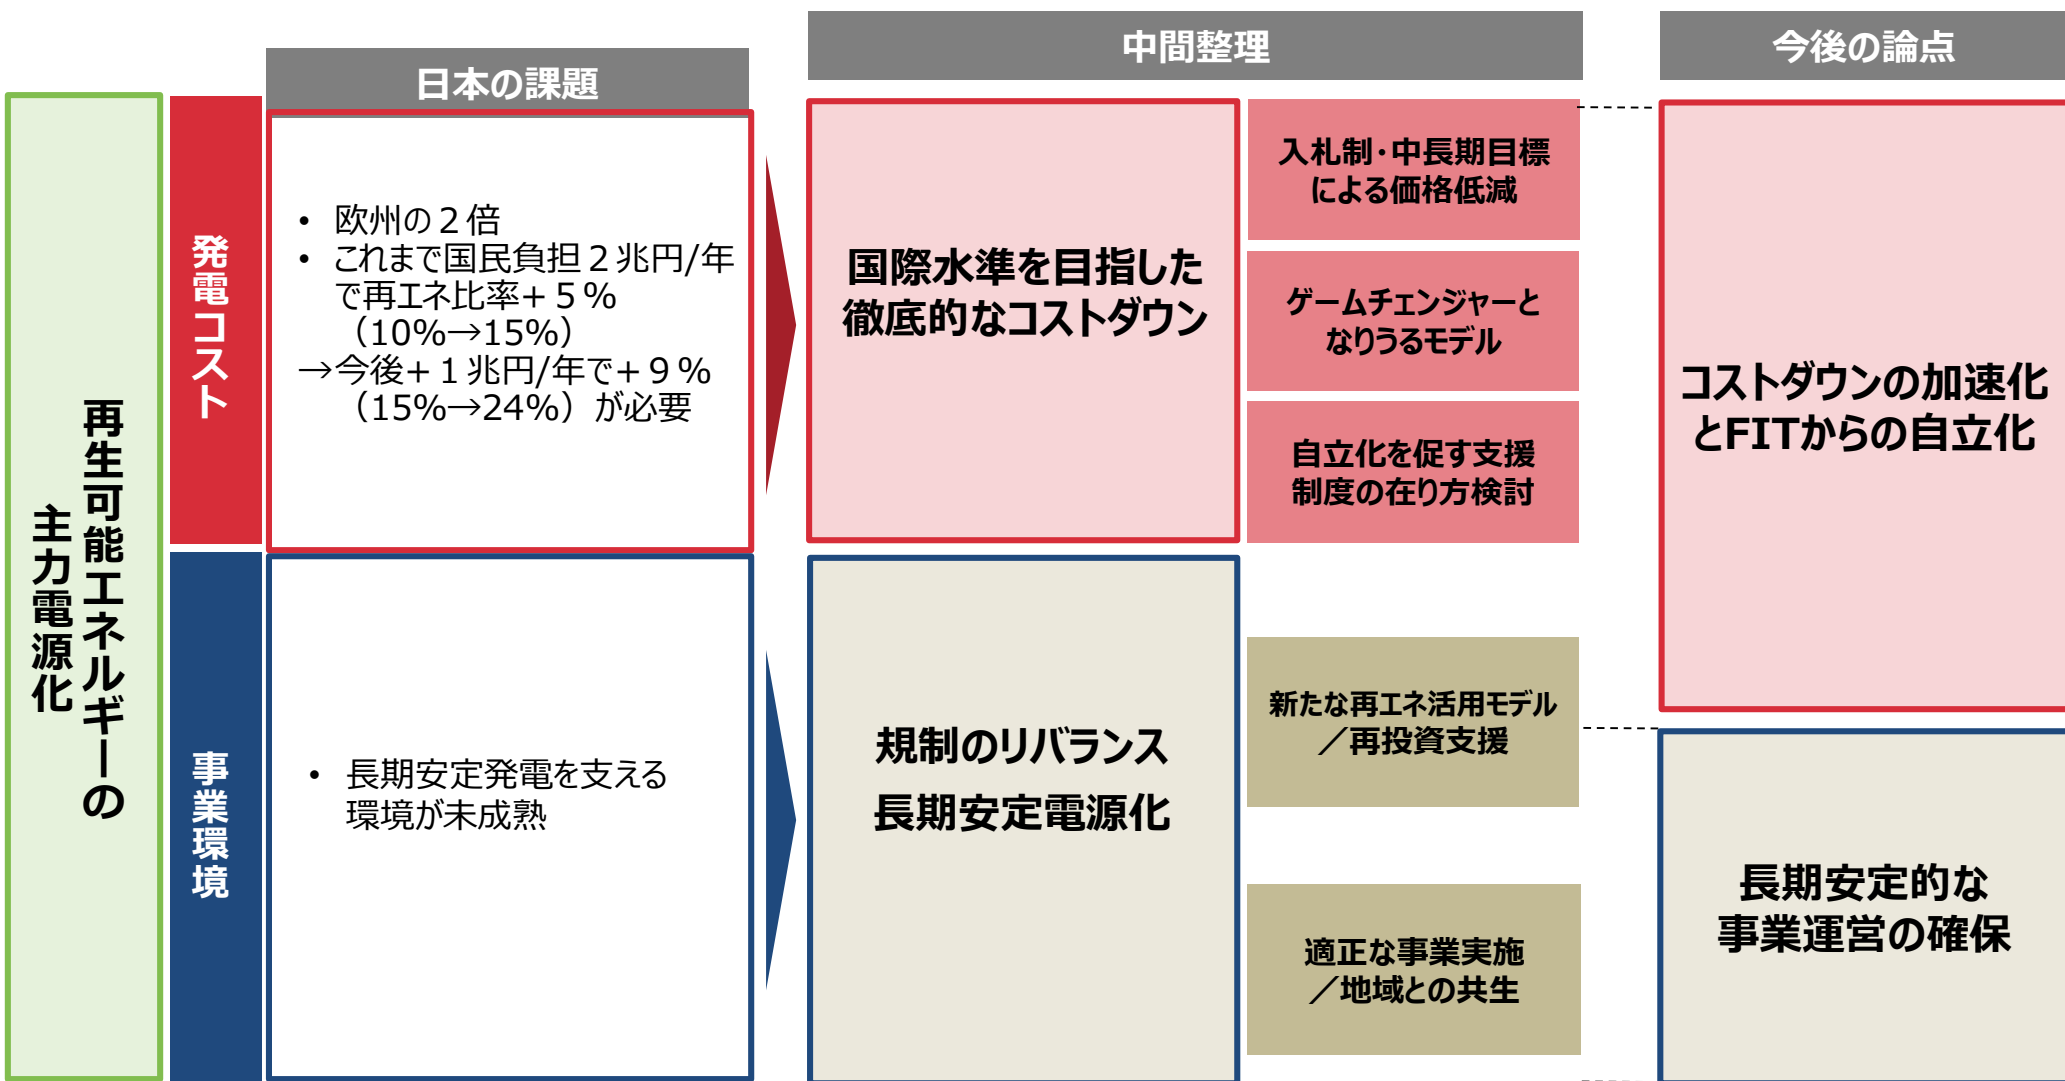 日本の課題
中間整理
今後の論点
再生可能エネルギーの
主力電源化
発電コスト
• 欧州の２倍
• これまで国民負担２兆円/年
で再エネ比率+５%
（10%→15%）
→今後+１兆円/年で+９%
（15%→24%）が必要
国際水準を目指した
徹底的なコストダウン
入札制・中長期目標
による価格低減
ゲームチェンジャーと
なりうるモデル
自立化を促す支援
制度の在り方検討
コストダウンの加速化
とFITからの自立化
事業環境
• 長期安定発電を支える
環境が未成熟
規制のリバランス
長期安定電源化
新たな再エネ活用モデル
／再投資支援
適正な事業実施
／地域との共生
長期安定的な
事業運営の確保